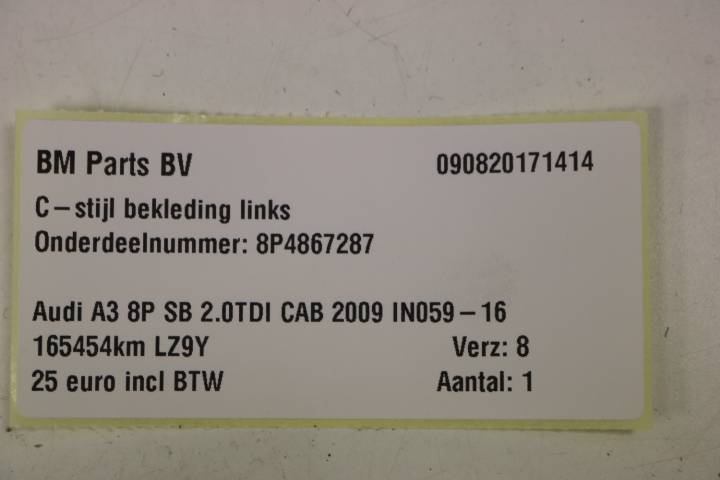 BM Parts BV 090820171414
C-stijl bekleding links
Onderdeelnummer: 8P4867287
Audi A3 8P SB 2.0TDI CAB 2009 IN059-16
165454km LZ9Y Verz: 8
25 euro incl BTW Aantal: 1